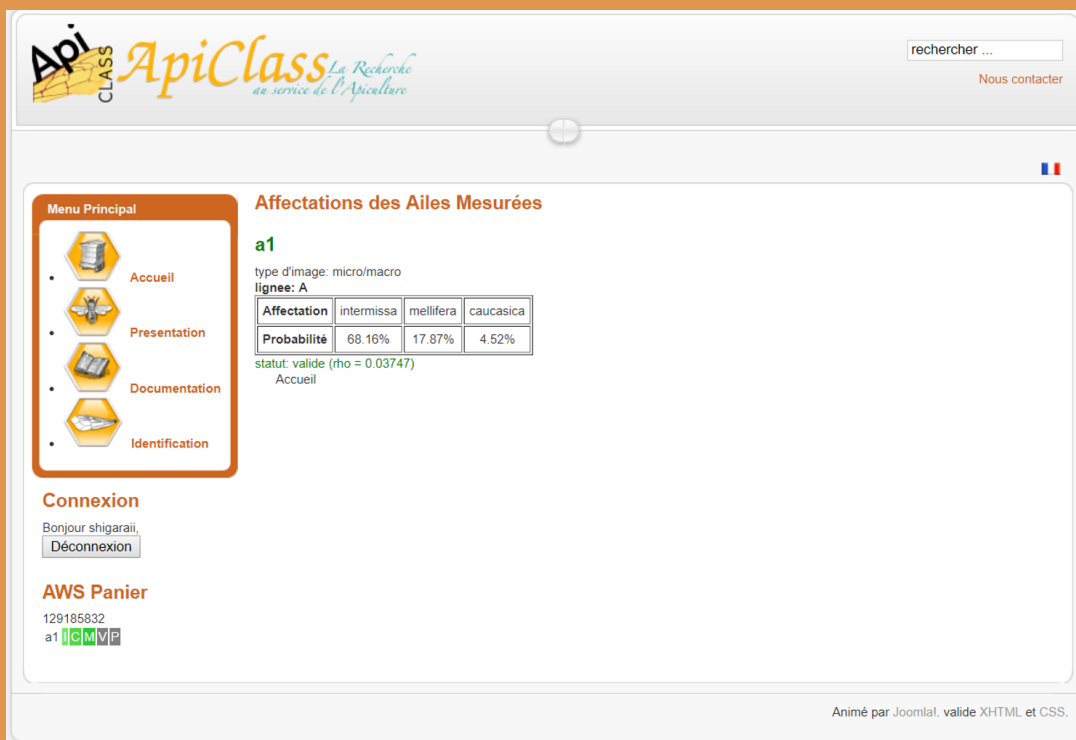 Api
CLASS
ApiClass
La Recherche
au service de l'Apiculture
rechercher ...
Nous contacter
Menu Principal
Accueil
Presentation
Documentation
Identification
Connexion
Bonjour shigaraii,
Déconnexion
AWS Panier
129185832
a1 I C M V P
Affectations des Ailes Mesurées
a1
type d'image: micro/macro
lignee: A
Affectation intermissa mellifera caucasica
Probabilité 68.16% 17.87% 4.52%
statut: valide (rho = 0.03747)
Accueil
Animé par Joomla!. valide XHTML et CSS.